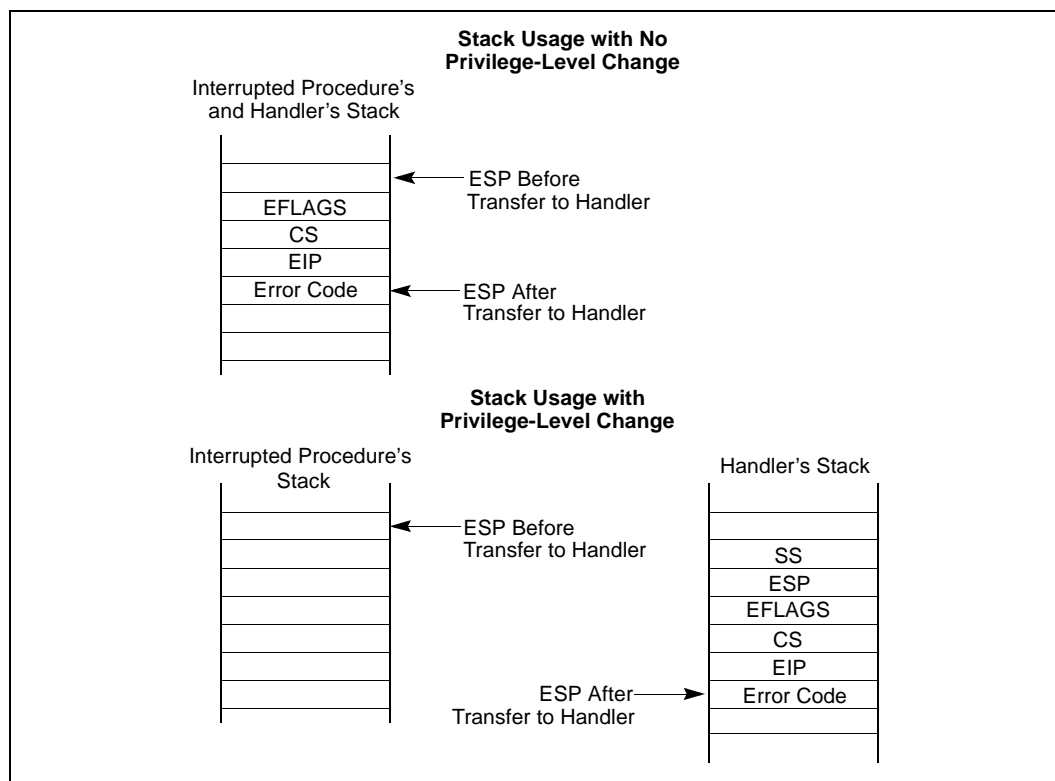 Stack Usage with No
Privilege-Level Change
Interrupted Procedure’s
and Handler’s Stack
ESP Before
Transfer to Handler
EFLAGS
CS
EIP
Error Code
ESP After
Transfer to Handler
Stack Usage with
Privilege-Level Change
Interrupted Procedure’s
Stack
Handler’s Stack
ESP Before
Transfer to Handler
SS
ESP
EFLAGS
CS
EIP
ESP After
Transfer to Handler
Error Code